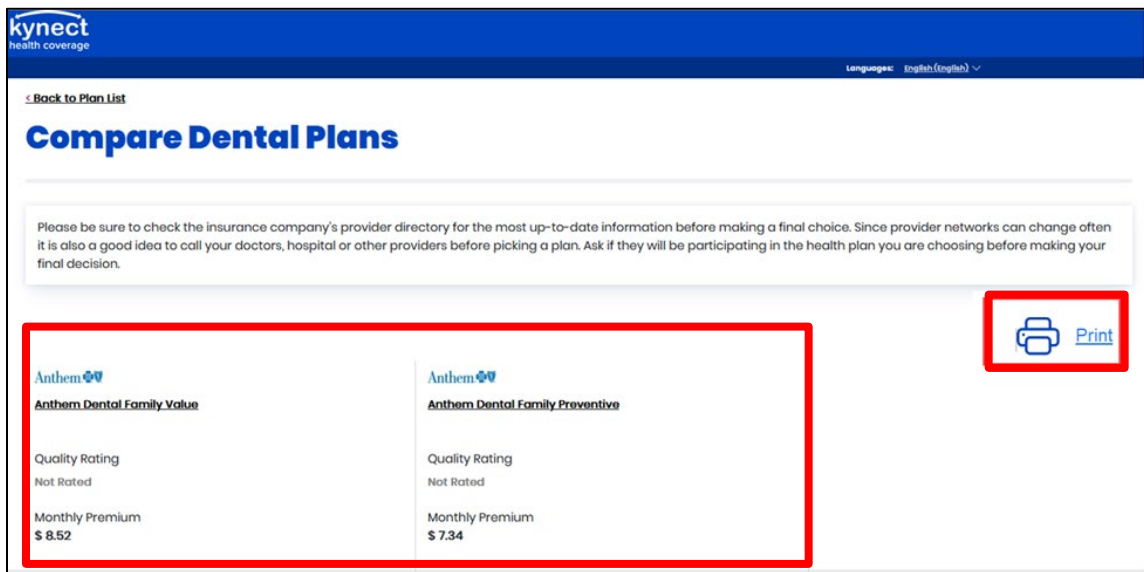 kynect
health coverage
Languages: English (English)
< Back to Plan List
Compare Dental Plans
Please be sure to check the insurance company's provider directory for the most up-to-date information before making a final choice. Since provider networks can change often
it is also a good idea to call your doctors, hospital or other providers before picking a plan. Ask if they will be participating in the health plan you are choosing before making your
final decision.
Print
Anthem
Anthem Dental Family Value
Quality Rating
Not Rated
Monthly Premium
$ 8.52
Anthem
Anthem Dental Family Preventive
Quality Rating
Not Rated
Monthly Premium
$ 7.34